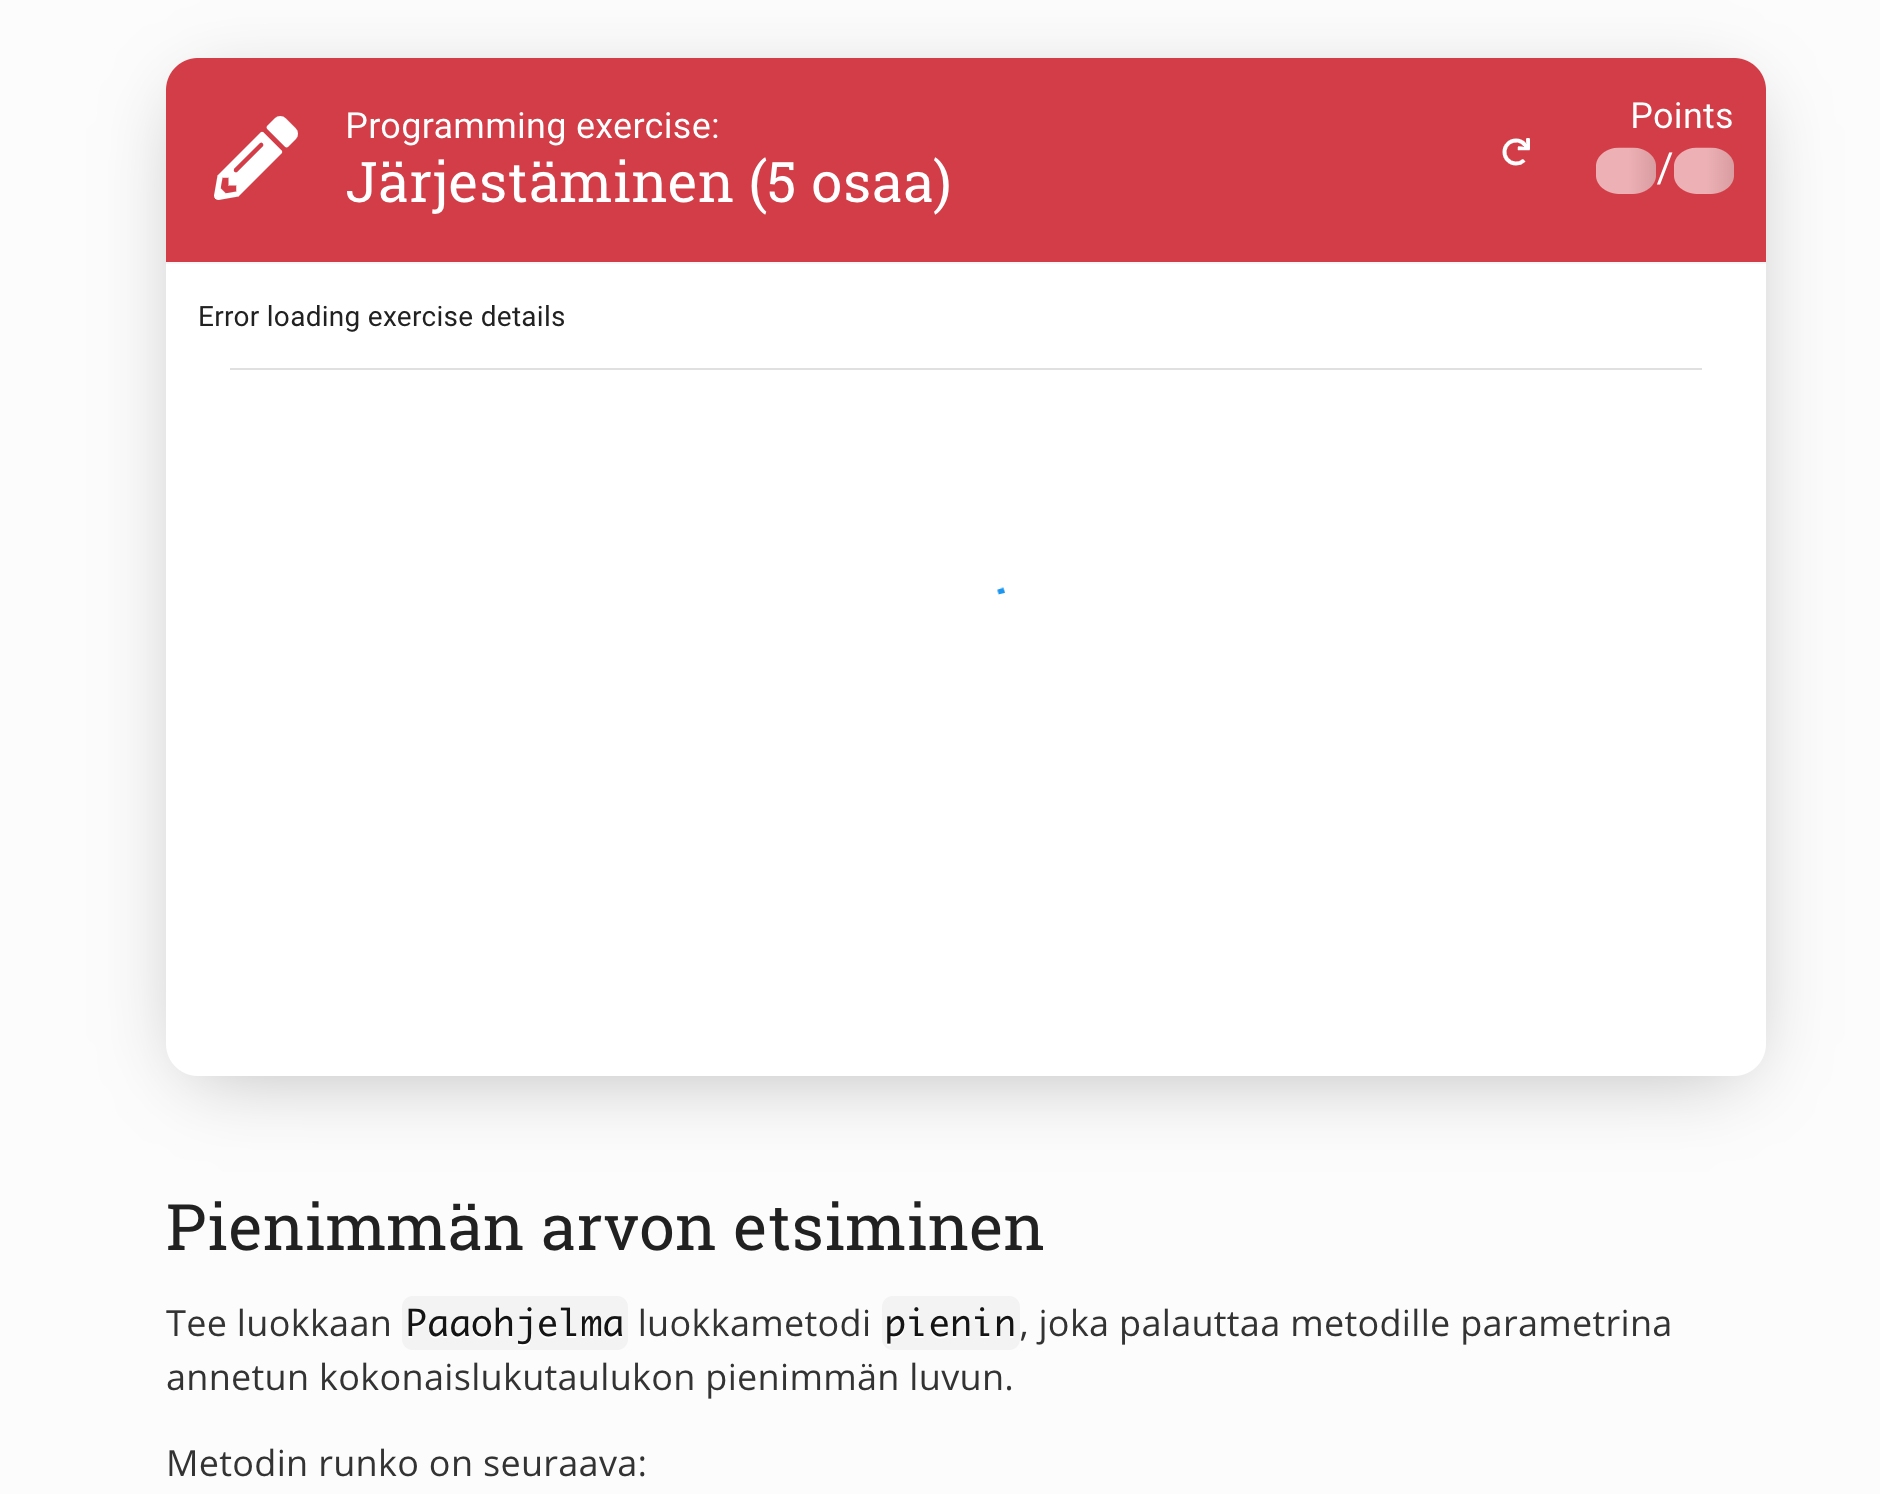 Programming exercise:
Järjestäminen (5 osaa)
Points
/
Error loading exercise details
Pienimmän arvon etsiminen
Tee luokkaan Paaohjelma luokkametodi pienin, joka palauttaa metodille parametrina
annetun kokonaislukutaulukon pienimmän luvun.
Metodin runko on seuraava: